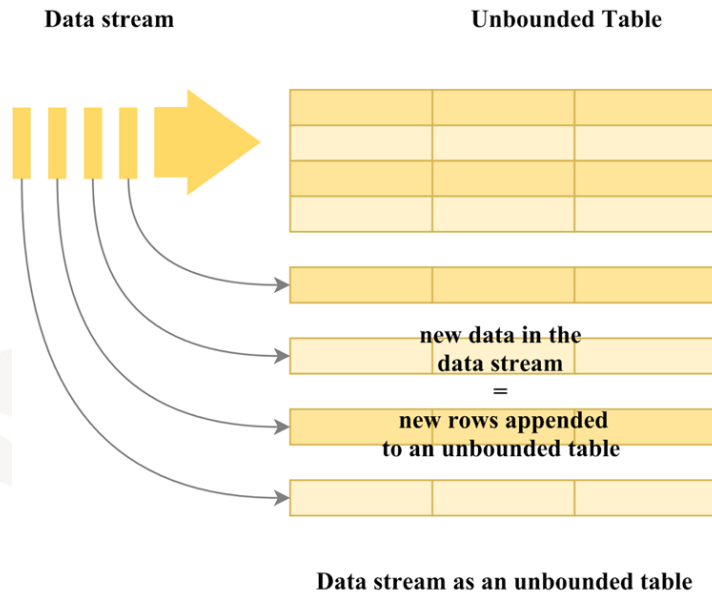 Data stream
Unbounded Table
new data in the
data stream
=
new rows appended
to an unbounded table
Data stream as an unbounded table